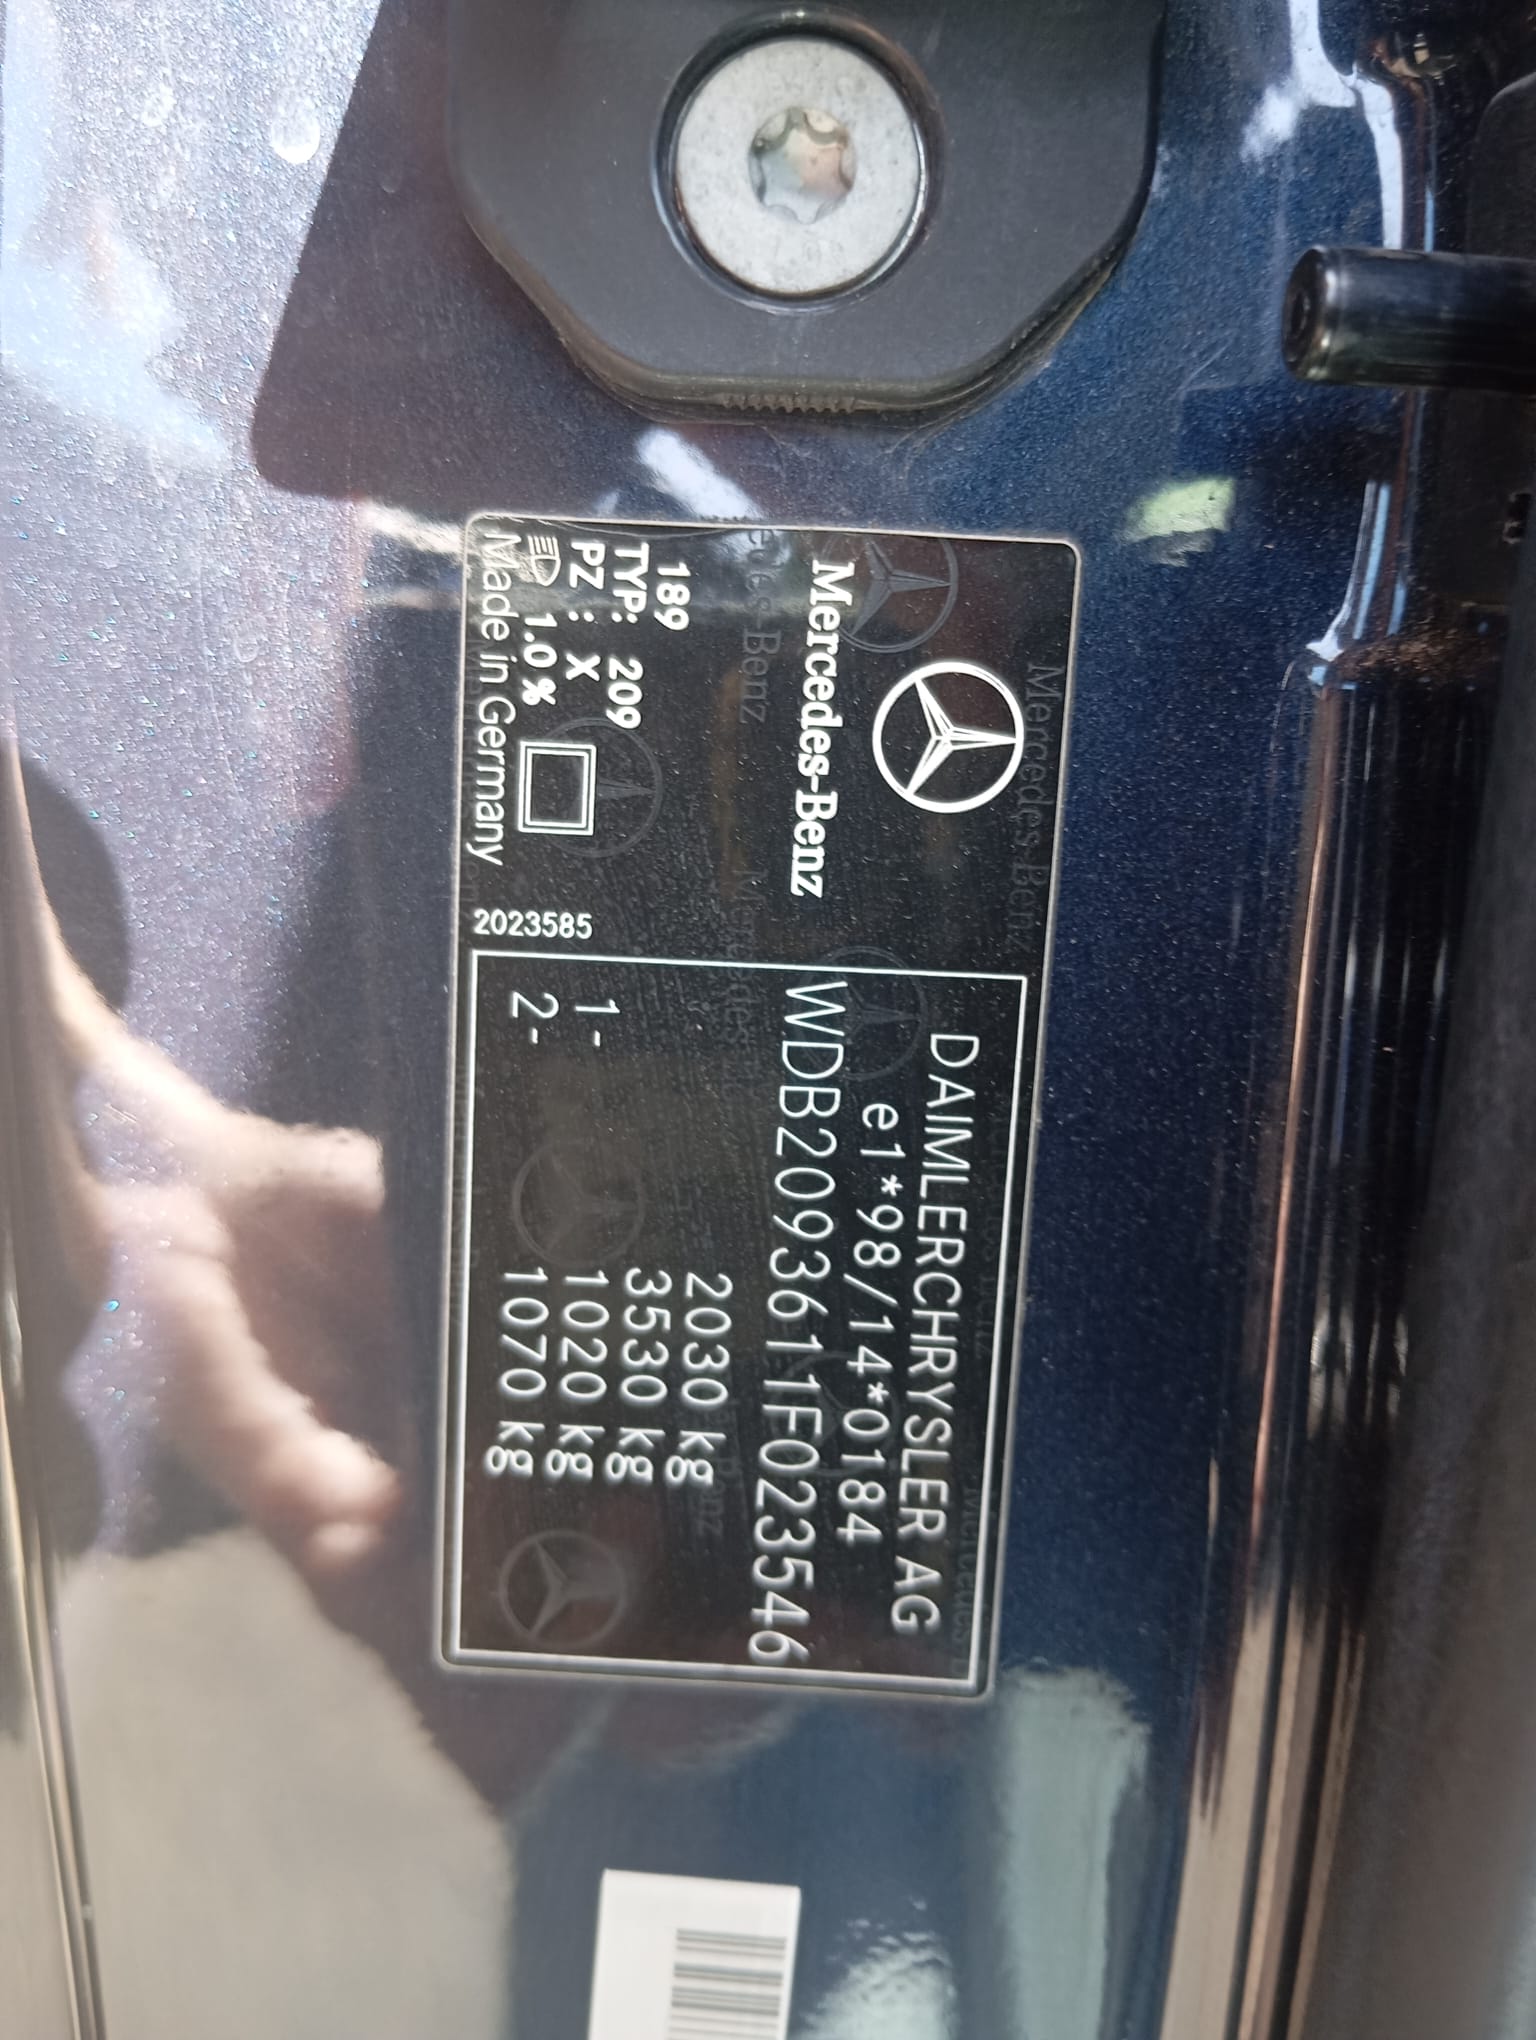 Mercedes-Benz
189
TYP: 209
PZ : X
1.0 %
Made in Germany
2023585
DAIMLERCHRYSLER AG
e1*98/14*0184
WDB2093611F023546
2030 kg
3530 kg
1- 1020 kg
2- 1070 kg